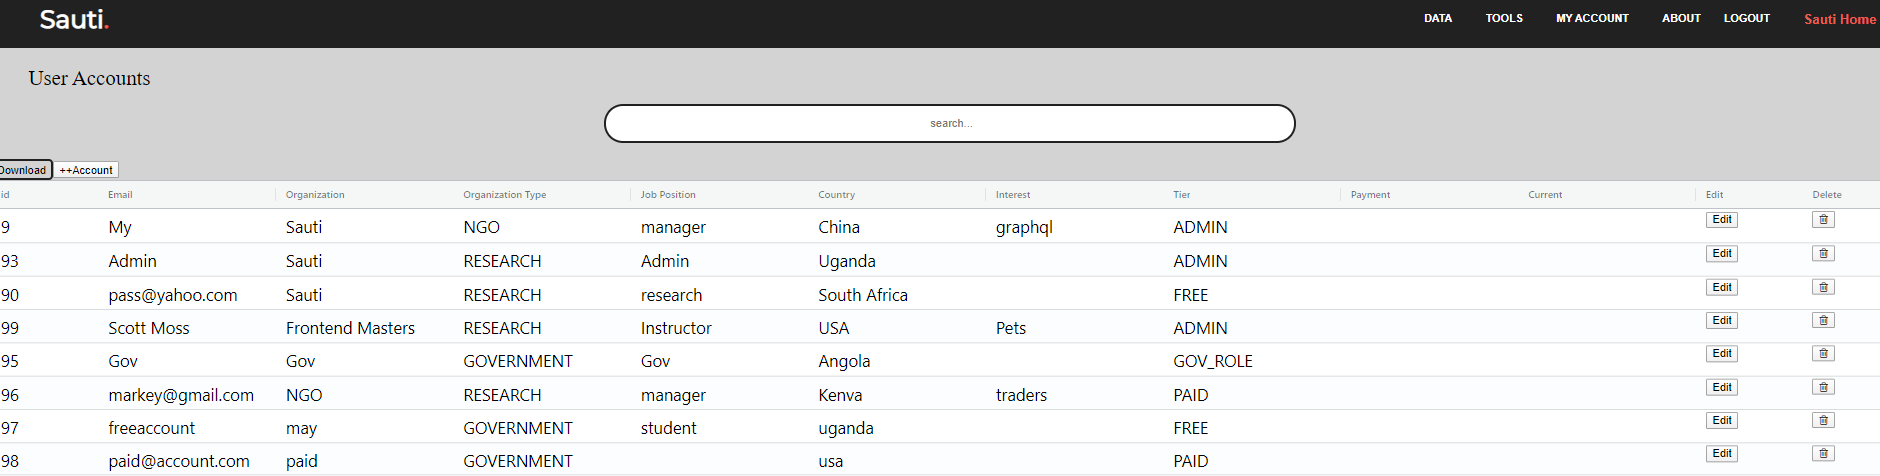 Sauti.
DATA TOOLS MY ACCOUNT ABOUT LOGOUT Sauti Home
User Accounts
search...
Download ++Account
id Email Organization Organization Type Job Position Country Interest Tier Payment Current Edit Delete
9 My Sauti NGO manager China graphql ADMIN Edit
93 Admin Sauti RESEARCH Admin Uganda ADMIN Edit
90 pass@yahoo.com Sauti RESEARCH research South Africa FREE Edit
99 Scott Moss Frontend Masters RESEARCH Instructor USA Pets ADMIN Edit
95 Gov Gov GOVERNMENT Gov Angola GOV_ROLE Edit
96 markey@gmail.com NGO RESEARCH manager Kenva traders PAID Edit
97 freeaccount may GOVERNMENT student uganda FREE Edit
98 paid@account.com paid GOVERNMENT usa PAID Edit